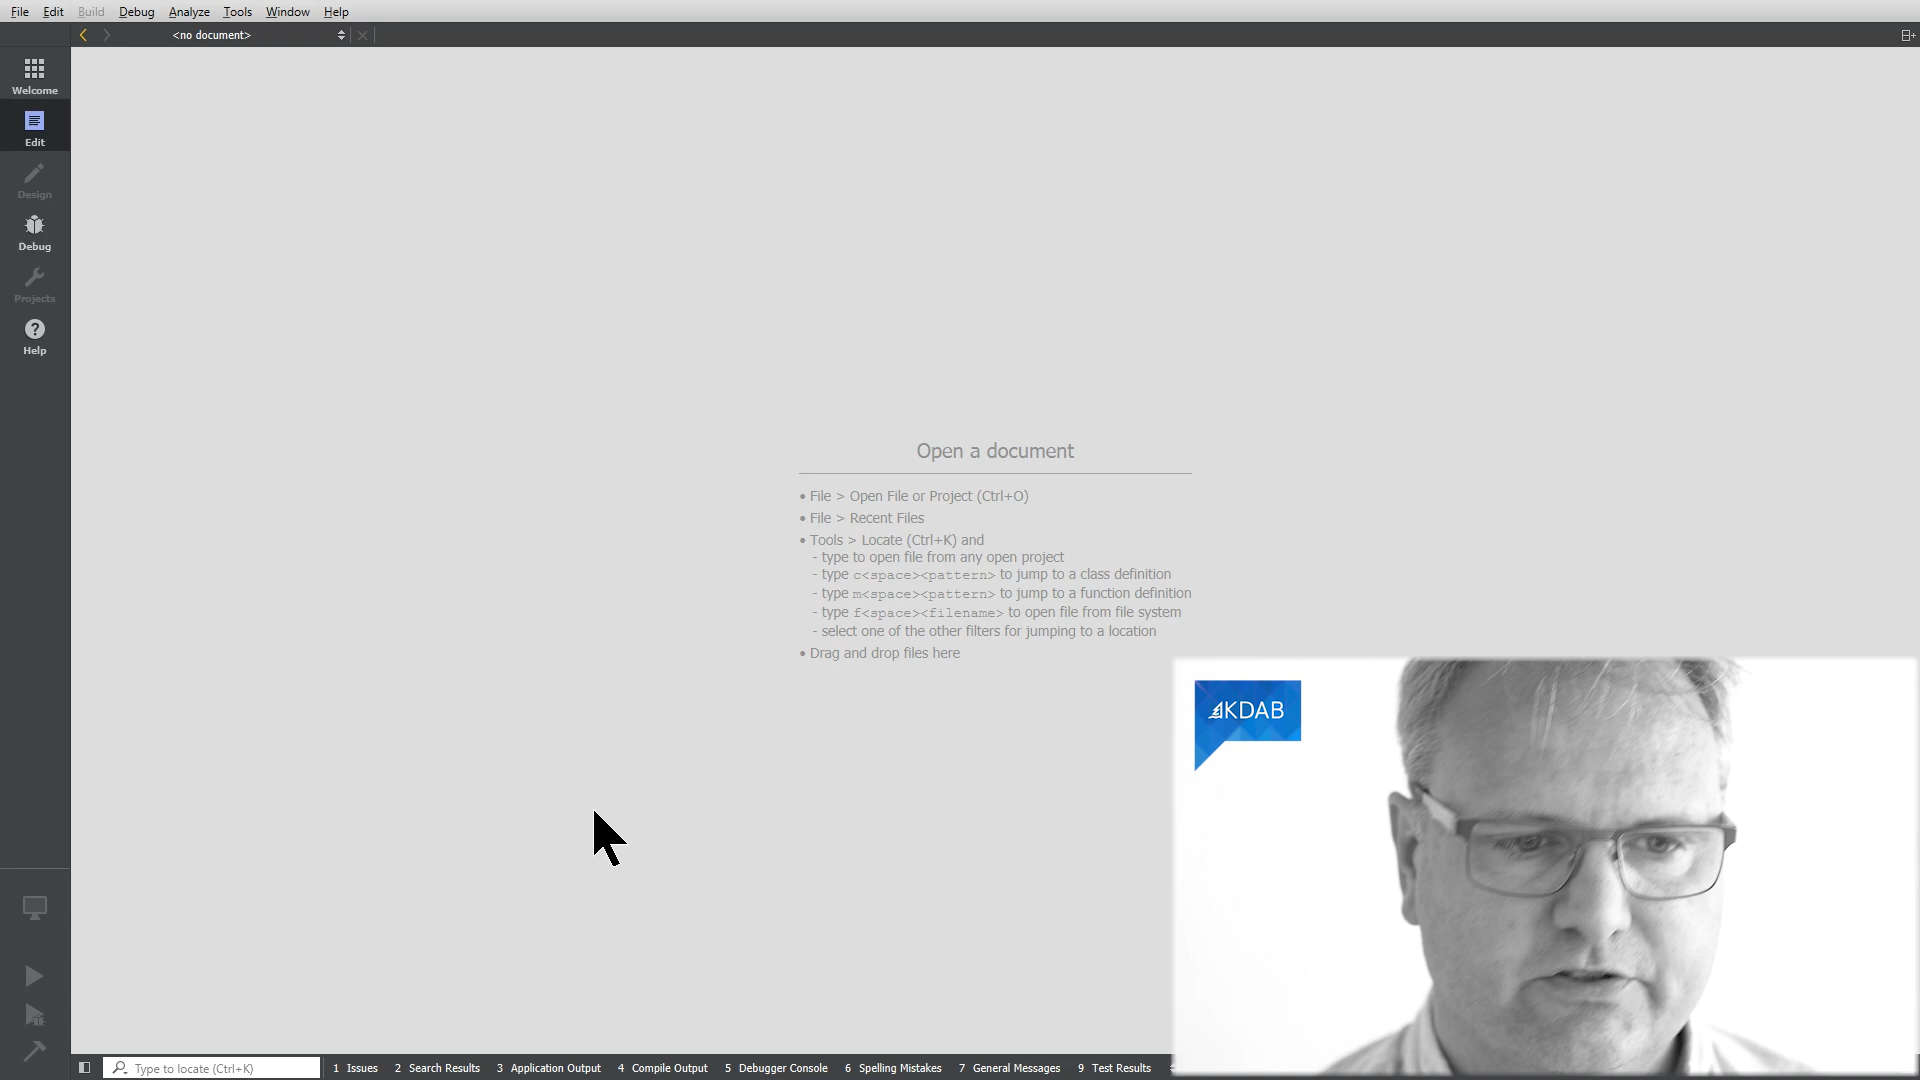 File Edit Build Debug Analyze Tools Window Help
<no document>
Welcome
Edit
Design
Debug
Projects
Help
Open a document
• File > Open File or Project (Ctrl+O)
• File > Recent Files
• Tools > Locate (Ctrl+K) and
- type to open file from any open project
- type c<space><pattern> to jump to a class definition
- type m<space><pattern> to jump to a function definition
- type f<space><filename> to open file from file system
- select one of the other filters for jumping to a location
• Drag and drop files here
KDAB
Type to locate (Ctrl+K) 1 Issues 2 Search Results 3 Application Output 4 Compile Output 5 Debugger Console 6 Spelling Mistakes 7 General Messages 9 Test Results